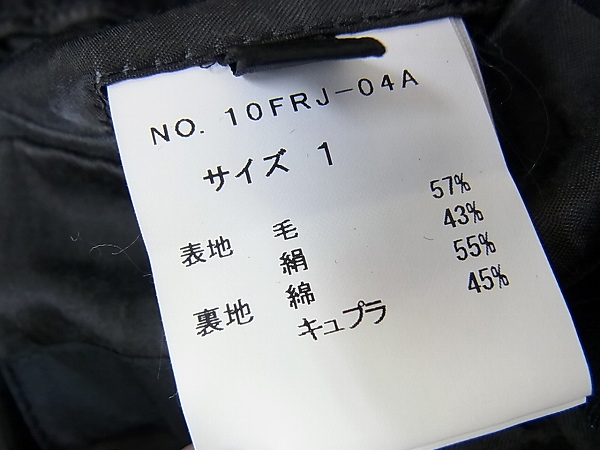 NO. 10FRJ-04A
サイズ 1
表地 毛 57%
絹 43%
裏地 綿 55%
キュプラ 45%